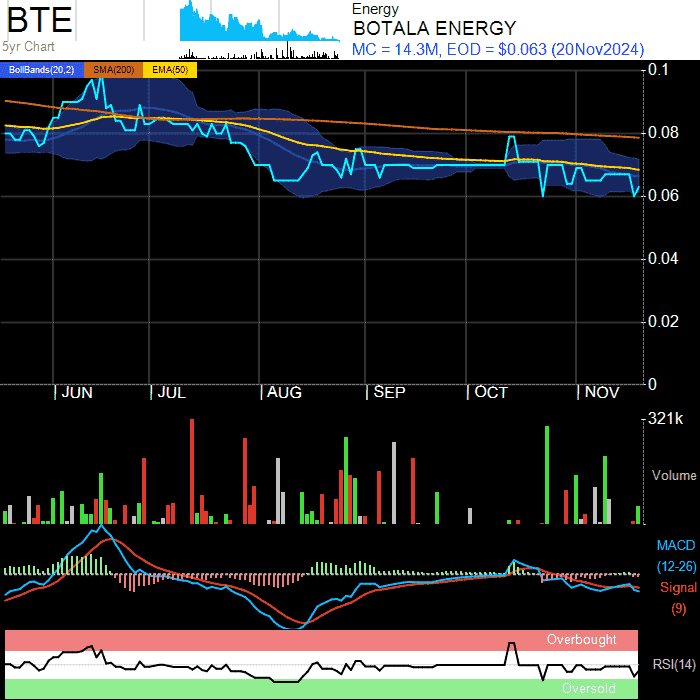 BTE
5yr Chart
Energy
BOTALA ENERGY
MC = 14.3M, EOD = $0.063 (20Nov2024)
BollBands(20,2) SMA(200) EMA(50)
0.1
0.08
0.06
0.04
0.02
0
JUN JUL AUG SEP OCT NOV
321k
Volume
MACD
(12-26)
Signal
(9)
Overbought
RSI(14)
Oversold